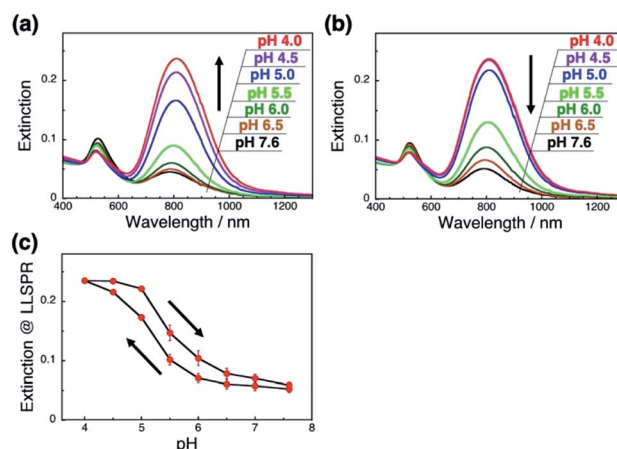 (a)
pH 4.0
pH 4.5
pH 5.0
pH 5.5
pH 6.0
pH 6.5
pH 7.6
0.2
0.1
0
Extinction
400 600 800 1000 1200
Wavelength / nm
(b)
pH 4.0
pH 4.5
pH 5.0
pH 5.5
pH 6.0
pH 6.5
pH 7.6
0.2
0.1
0
Extinction
400 600 800 1000 1200
Wavelength / nm
(c)
0.2
0.1
0
Extinction @ LLSPR
4 5 6 7 8
pH